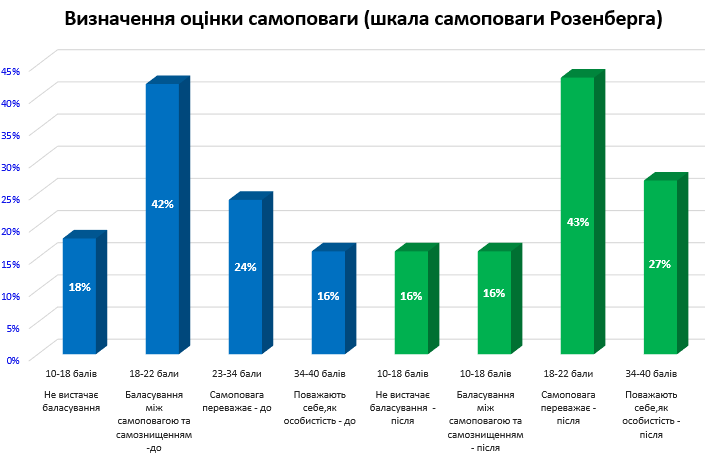 Визначення оцінки самоповаги (шкала самоповаги Розенберга)
45%
40%
35%
30%
25%
20%
15%
10%
5%
0%
18%
42%
24%
16%
16%
16%
43%
27%
10-18 балів
18-22 бали
23-34 бали
34-40 балів
10-18 балів
10-18 балів
18-22 бали
34-40 балів
Не вистачає
баласування
Баласування
між
самоповагою та
самознищенням
-до
Самоповага
переважає - до
Поважають
себе,як
особистість - до
Не вистачає
баласування -
після
Баласування
між
самоповагою та
самознищенням
- після
Самоповага
переважає -
після
Поважають
себе,як
особистість -
після